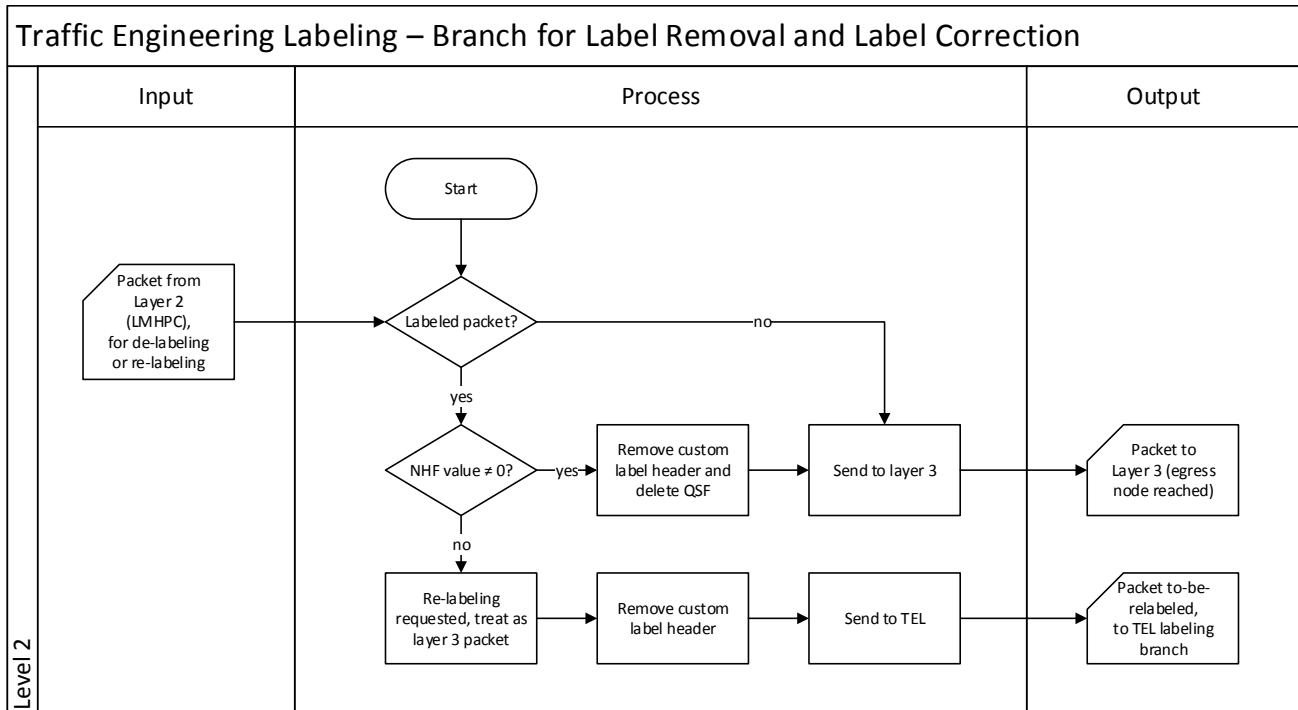 Traffic Engineering Labeling – Branch for Label Removal and Label Correction
Input
Process
Output
Level 2
Start
Packet from
Layer 2
(LMHPC),
for de-labeling
or re-labeling
Labeled packet?
no
yes
NHF value ≠ 0?
yes
Remove custom
label header and
delete QSF
Send to layer 3
Packet to
Layer 3 (egress
node reached)
no
Re-labeling
requested, treat as
layer 3 packet
Remove custom
label header
Send to TEL
Packet to-be-
relabeled,
to TEL labeling
branch